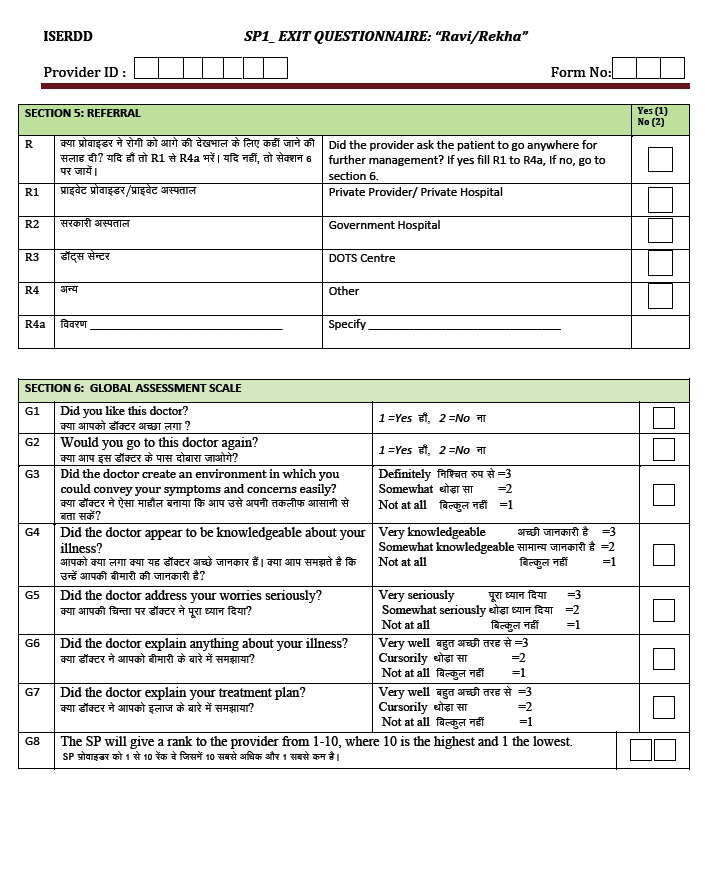 ISERDD
SP1_ EXIT QUESTIONNAIRE: “Ravi/Rekha”
Provider ID :
Form No:
SECTION 5: REFERRAL
Yes (1)
No (2)
R
क्या प्रोवाइडर ने रोगी को आगे की देखभाल के लिए कहीं जाने की
सलाह दी? यदि हाँ तो R1 से R4a भरें। यदि नहीं, तो सेक्शन 6
पर जायें।
Did the provider ask the patient to go anywhere for
further management? If yes fill R1 to R4a, If no, go to
section 6.
R1
प्राइवेट प्रोवाइडर/प्राइवेट अस्पताल
Private Provider/ Private Hospital
R2
सरकारी अस्पताल
Government Hospital
R3
डॉट्स सेन्टर
DOTS Centre
R4
अन्य
Other
R4a
विवरण ______________________________
Specify ______________________________
SECTION 6: GLOBAL ASSESSMENT SCALE
G1
Did you like this doctor?
क्या आपको डॉक्टर अच्छा लगा ?
1 =Yes हाँ, 2 =No ना
G2
Would you go to this doctor again?
क्या आप इस डॉक्टर के पास दोबारा जाओगे?
1 =Yes हाँ, 2 =No ना
G3
Did the doctor create an environment in which you
could convey your symptoms and concerns easily?
क्या डॉक्टर ने ऐसा माहौल बनाया कि आप उसे अपनी तकलीफ आसानी से
बता सकें?
Definitely निश्चित रुप से =3
Somewhat थोड़ा सा =2
Not at all बिल्कुल नहीं =1
G4
Did the doctor appear to be knowledgeable about your
illness?
आपको क्या लगा क्या यह डॉक्टर अच्छे जानकार हैं। क्या आप समझते है कि
उन्हें आपकी बीमारी की जानकारी है?
Very knowledgeable अच्छी जानकारी है =3
Somewhat knowledgeable सामान्य जानकारी है =2
Not at all बिल्कुल नहीं =1
G5
Did the doctor address your worries seriously?
क्या आपकी चिन्ता पर डॉक्टर ने पूरा ध्यान दिया?
Very seriously पूरा ध्यान दिया =3
Somewhat seriously थोड़ा ध्यान दिया =2
Not at all बिल्कुल नहीं =1
G6
Did the doctor explain anything about your illness?
क्या डॉक्टर ने आपको बीमारी के बारे में समझाया?
Very well बहुत अच्छी तरह से =3
Cursorily थोड़ा सा =2
Not at all बिल्कुल नहीं =1
G7
Did the doctor explain your treatment plan?
क्या डॉक्टर ने आपको इलाज के बारे में समझाया?
Very well बहुत अच्छी तरह से =3
Cursorily थोड़ा सा =2
Not at all बिल्कुल नहीं =1
G8
The SP will give a rank to the provider from 1-10, where 10 is the highest and 1 the lowest.
SP प्रोवाइडर को 1 से 10 रेंक दे जिसमें 10 सबसे अधिक और 1 सबसे कम है।